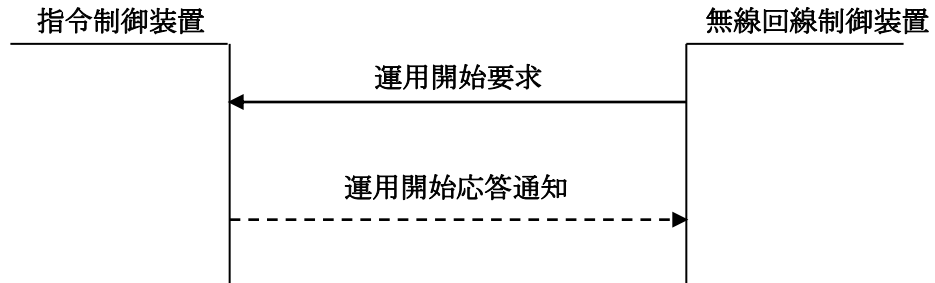 指令制御装置
無線回線制御装置
運用開始要求
運用開始応答通知